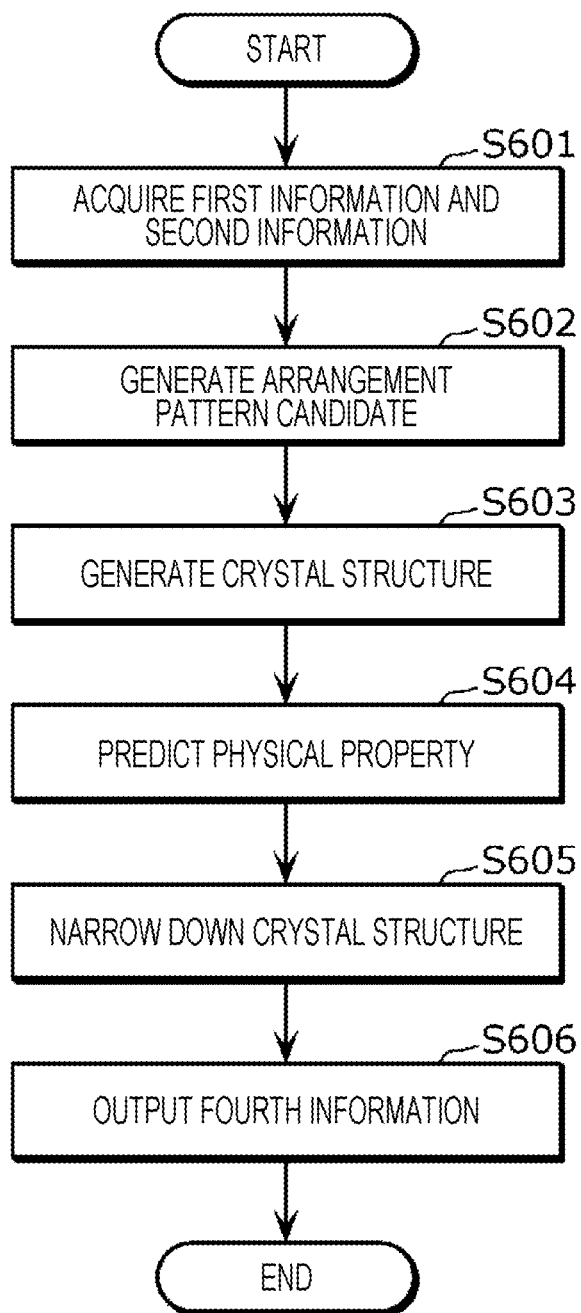 START
S601
ACQUIRE FIRST INFORMATION AND
SECOND INFORMATION
S602
GENERATE ARRANGEMENT
PATTERN CANDIDATE
S603
GENERATE CRYSTAL STRUCTURE
S604
PREDICT PHYSICAL PROPERTY
S605
NARROW DOWN CRYSTAL STRUCTURE
S606
OUTPUT FOURTH INFORMATION
END